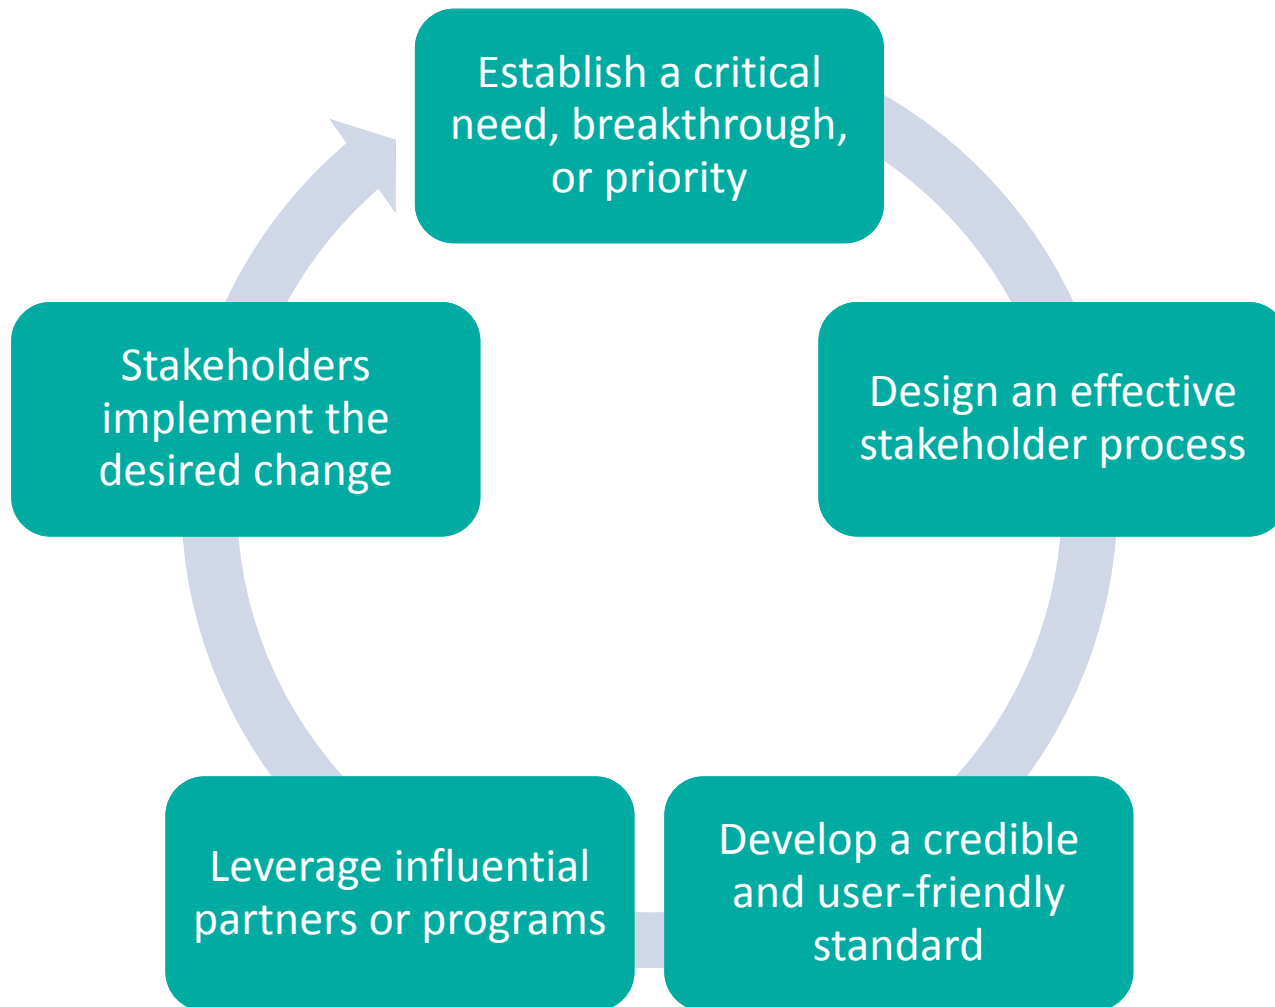 Establish a critical
need, breakthrough,
or priority
Design an effective
stakeholder process
Develop a credible
and user-friendly
standard
Leverage influential
partners or programs
Stakeholders
implement the
desired change